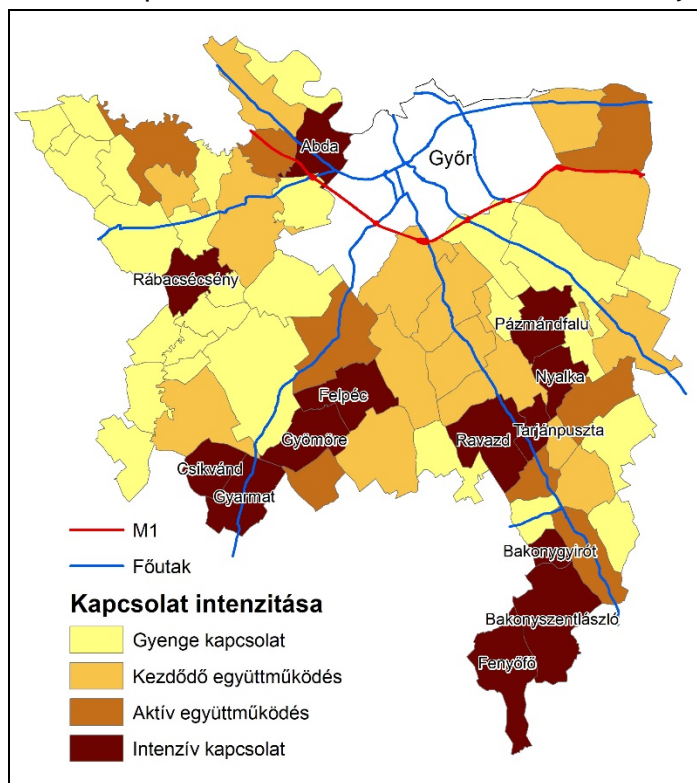 Abda
Győr
Rábacsécsény
Pázmándfalu
Nyalka
Felpéc
Tarjánpuszta
Ravazd
Gyömöre
Csikvánd
Gyarmat
M1
Bakonygyirót
Főutak
Kapcsolat intenzitása
Bakonyszentlászló
Gyenge kapcsolat
Fenyőfő
Kezdődő együttműködés
Aktív együttműködés
Intenzív kapcsolat